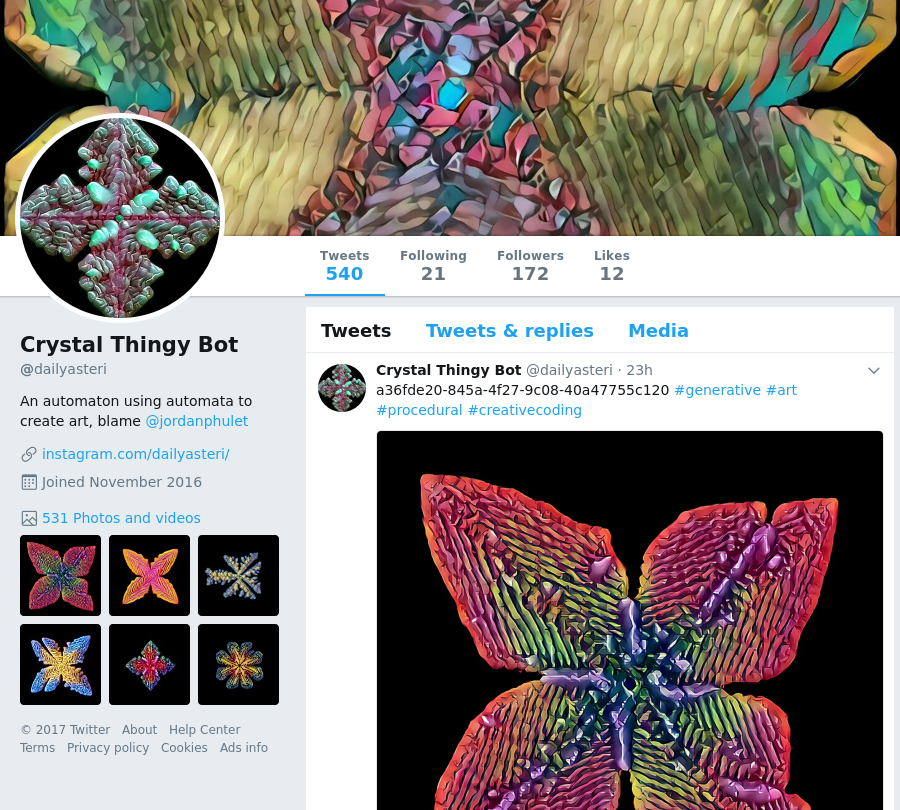 Tweets Following Followers Likes
540 21 172 12
Crystal Thingy Bot
@dailyasteri
An automaton using automata to
create art, blame @jordanphulet
instagram.com/dailyasteri/
Joined November 2016
531 Photos and videos
© 2017 Twitter About Help Center
Terms Privacy policy Cookies Ads info
Tweets Tweets & replies Media
Crystal Thingy Bot @dailyasteri · 23h
a36fde20-845a-4f27-9c08-40a47755c120 #generative #art
#procedural #creativecoding